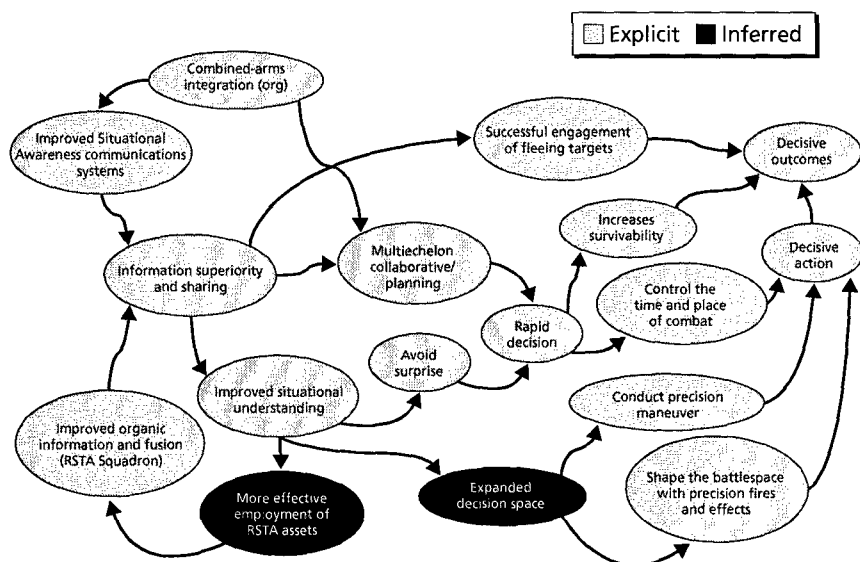 Explicit Inferred
Combined-arms
integration (org)
Improved Situational
Awareness communications
systems
Successful engagement
of fleeing targets
Decisive
outcomes
Increases
survivability
Information superiority
and sharing
Multiechelon
collaborative/
planning
Decisive
action
Control the
time and place
of combat
Rapid
decision
Avoid
surprise
Improved situational
understanding
Conduct precision
maneuver
Improved organic
information and fusion
(RSTA Squadron)
More effective
employment of
RSTA assets
Expanded
decision space
Shape the battlespace
with precision fires
and effects